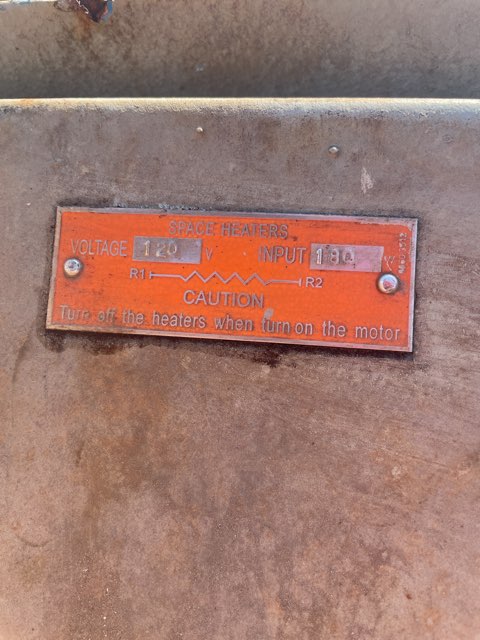 SPACE HEATERS
VOLTAGE 120 V INPUT 180 W
R1 R2
CAUTION
Turn off the heaters when turn on the motor